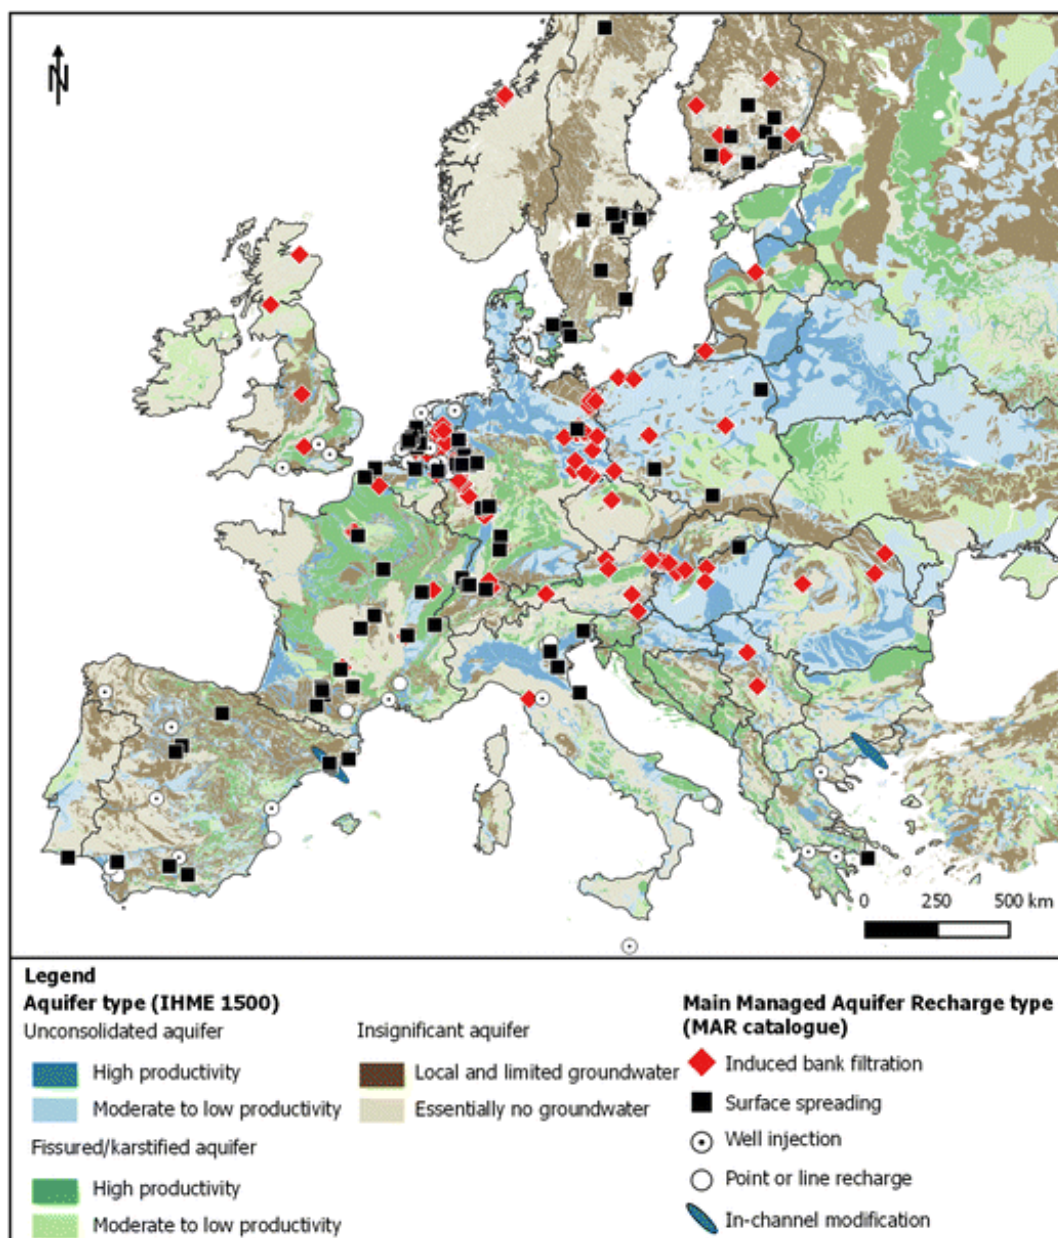 N
0 250 500 km
Legend
Aquifer type (IHME 1500)
Unconsolidated aquifer
High productivity
Moderate to low productivity
Fissured/karstified aquifer
High productivity
Moderate to low productivity
Insignificant aquifer
Local and limited groundwater
Essentially no groundwater
Main Managed Aquifer Recharge type
(MAR catalogue)
Induced bank filtration
Surface spreading
Well injection
Point or line recharge
In-channel modification